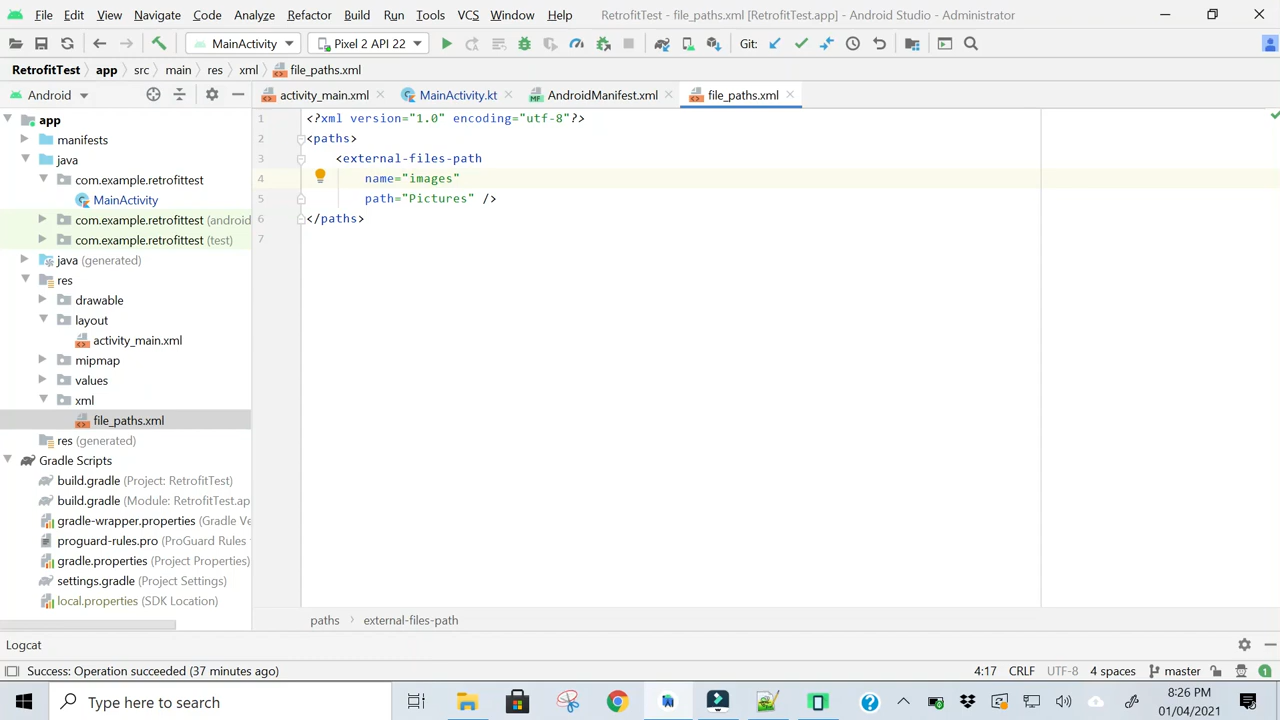 File Edit View Navigate Code Analyze Refactor Build Run Tools VCS Window Help RetrofitTest - file_paths.xml [RetrofitTest.app] - Android Studio - Administrator
MainActivity Pixel 2 API 22 Git:
RetrofitTest app src main res xml file_paths.xml
Android activity_main.xml MainActivity.kt AndroidManifest.xml file_paths.xml
app
manifests
java
com.example.retrofittest
MainActivity
com.example.retrofittest (android
com.example.retrofittest (test)
java (generated)
res
drawable
layout
activity_main.xml
mipmap
values
xml
file_paths.xml
res (generated)
Gradle Scripts
build.gradle (Project: RetrofitTest)
build.gradle (Module: RetrofitTest.ap
gradle-wrapper.properties (Gradle Ve
proguard-rules.pro (ProGuard Rules
gradle.properties (Project Properties)
settings.gradle (Project Settings)
local.properties (SDK Location)
1 <?xml version="1.0" encoding="utf-8"?>
2 <paths>
3 <external-files-path
4 name="images"
5 path="Pictures" />
6 </paths>
7
paths external-files-path
Logcat
Success: Operation succeeded (37 minutes ago) 4:17 CRLF UTF-8 4 spaces master 1
Type here to search
8:26 PM
01/04/2021